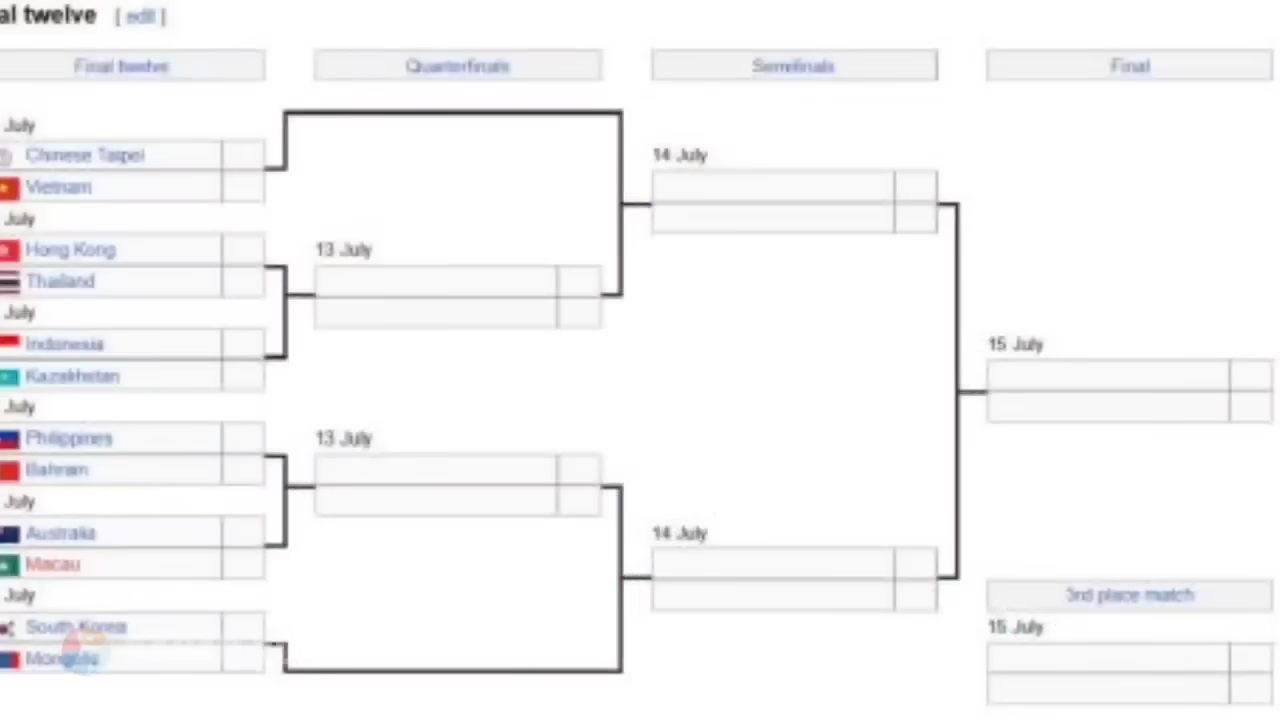 al twelve [ edit ]
Final twelve
Quarterfinals
Semifinals
Final
July
Chinese Taipei
Vietnam
July
Hong Kong
Thailand
July
Indonesia
Kazakhstan
July
Philippines
Bahrain
July
Australia
Macau
July
South Korea
Mongolia
13 July
13 July
14 July
14 July
15 July
3rd place match
15 July